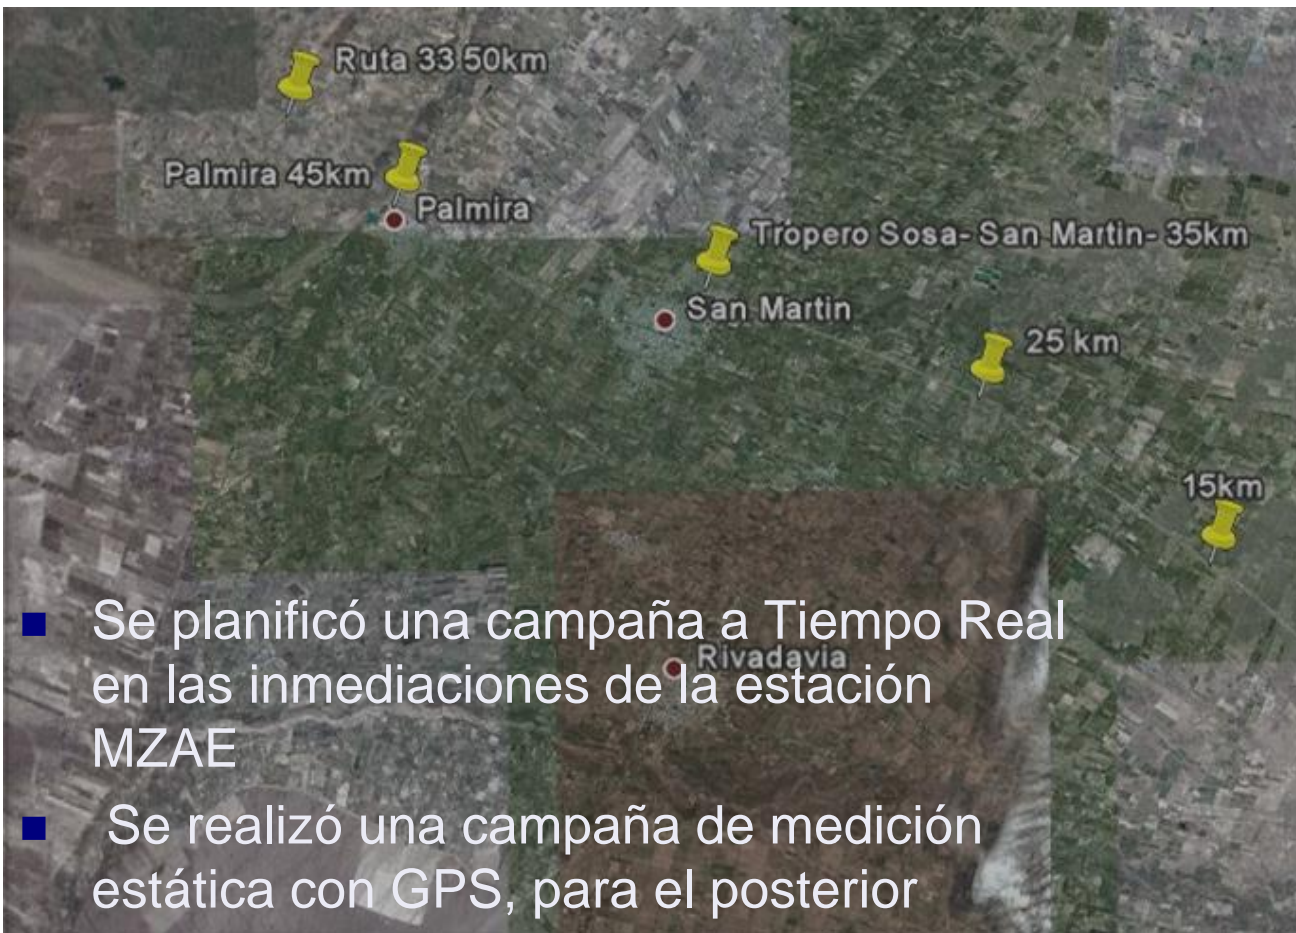 Ruta 33 50km
Palmira 45km
Palmira
Tropero Sosa- San Martin- 35km
San Martin
25 km
15km
Rivadavia
Se planificó una campaña a Tiempo Real
en las inmediaciones de la estación
MZAE
Se realizó una campaña de medición
estática con GPS, para el posterior